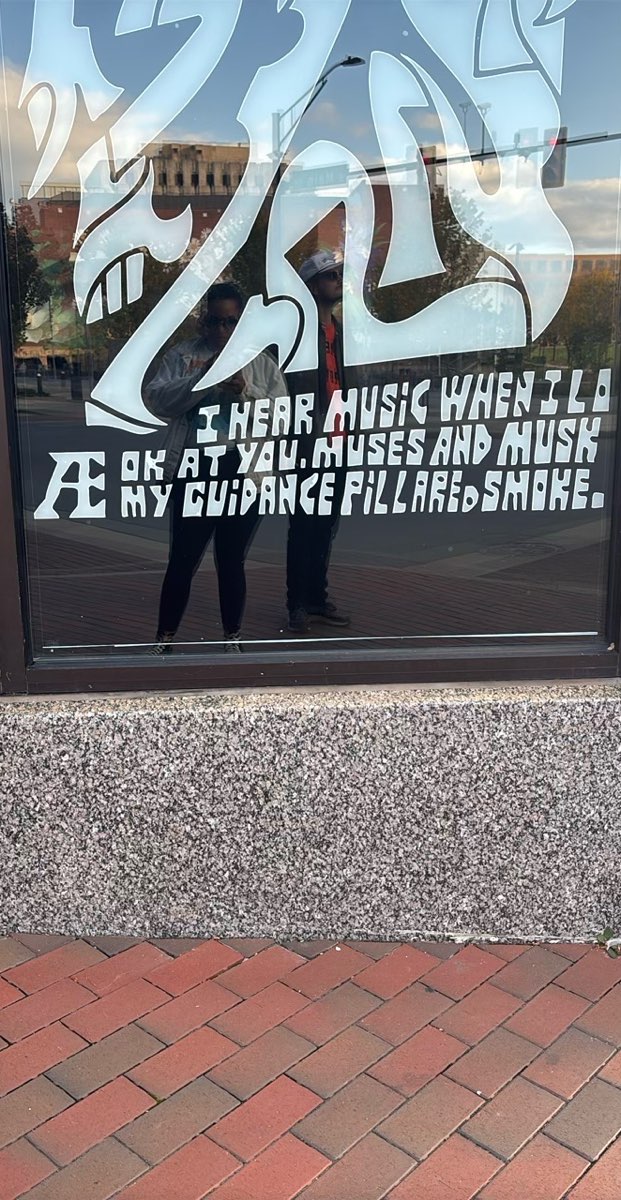 I HEAR MUSIC WHEN I LO
OK AT YOU. MUSES AND MUSK
Æ MY GUIDANCE PILLARED SMOKE.